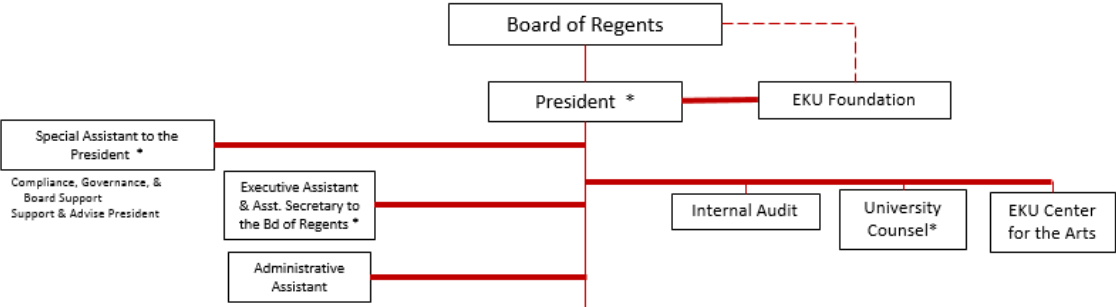 Board of Regents
President *
EKU Foundation
Special Assistant to the
President *
Compliance, Governance, &
Board Support
Support & Advise President
Executive Assistant
& Asst. Secretary to
the Bd of Regents *
Internal Audit
University
Counsel*
EKU Center
for the Arts
Administrative
Assistant